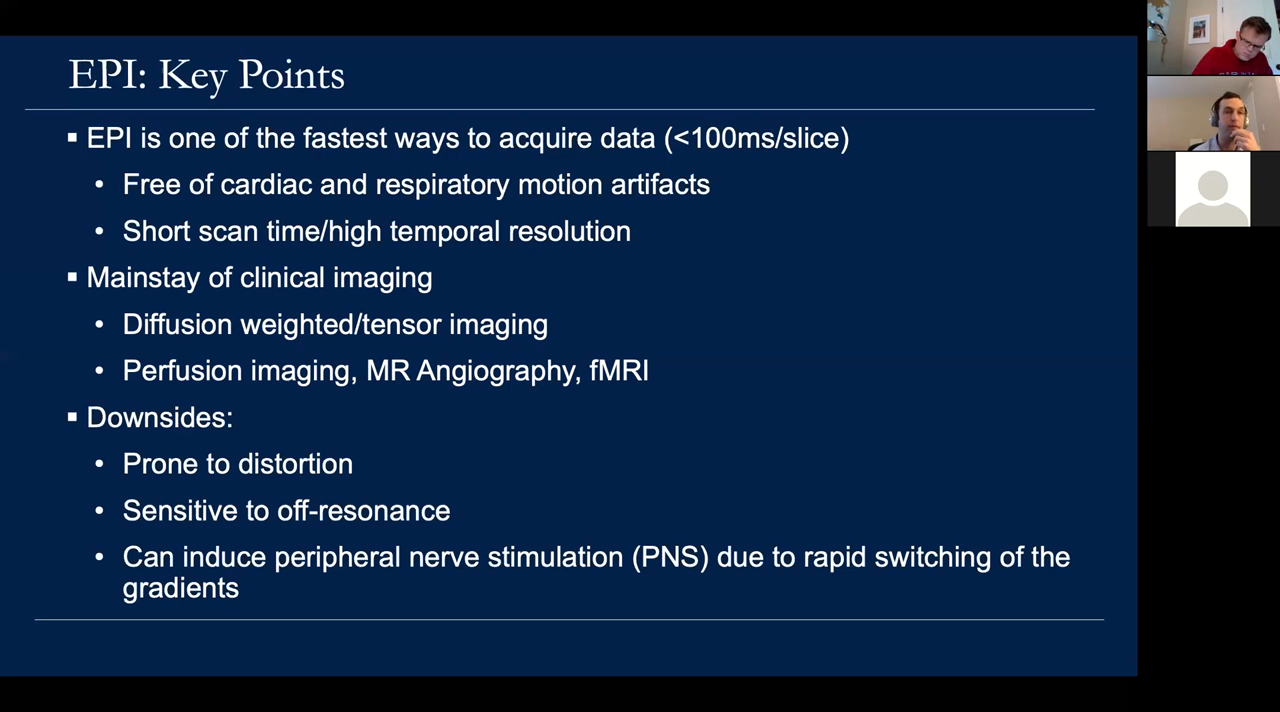 EPI: Key Points
▪ EPI is one of the fastest ways to acquire data (<100ms/slice)
• Free of cardiac and respiratory motion artifacts
• Short scan time/high temporal resolution
▪ Mainstay of clinical imaging
• Diffusion weighted/tensor imaging
• Perfusion imaging, MR Angiography, fMRI
▪ Downsides:
• Prone to distortion
• Sensitive to off-resonance
• Can induce peripheral nerve stimulation (PNS) due to rapid switching of the
gradients